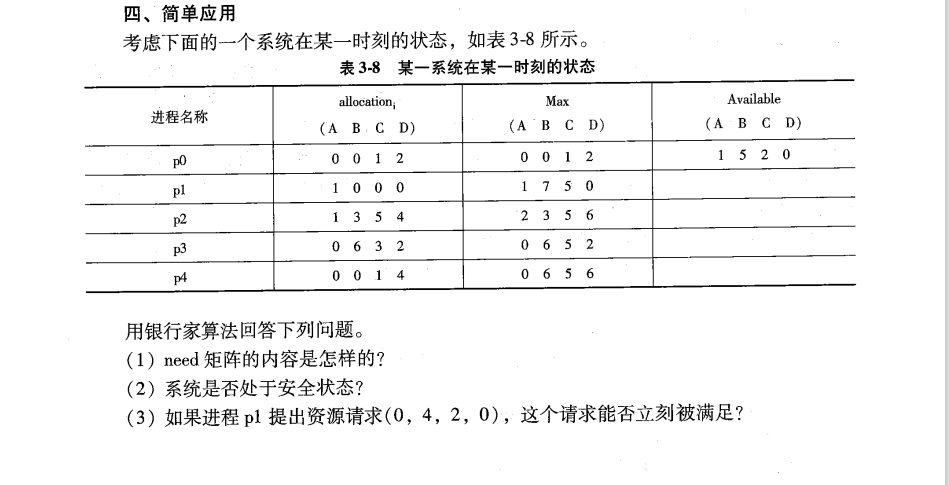 四、简单应用
考虑下面的一个系统在某一时刻的状态，如表3-8所示。
表3-8 某一系统在某一时刻的状态
进程名称 allocationᵢ Max Available
(A B C D) (A B C D) (A B C D)
p0 0 0 1 2 0 0 1 2 1 5 2 0
p1 1 0 0 0 1 7 5 0
p2 1 3 5 4 2 3 5 6
p3 0 6 3 2 0 6 5 2
p4 0 0 1 4 0 6 5 6
用银行家算法回答下列问题。
(1) need 矩阵的内容是怎样的?
(2) 系统是否处于安全状态?
(3) 如果进程 p1 提出资源请求(0, 4, 2, 0)，这个请求能否立刻被满足?